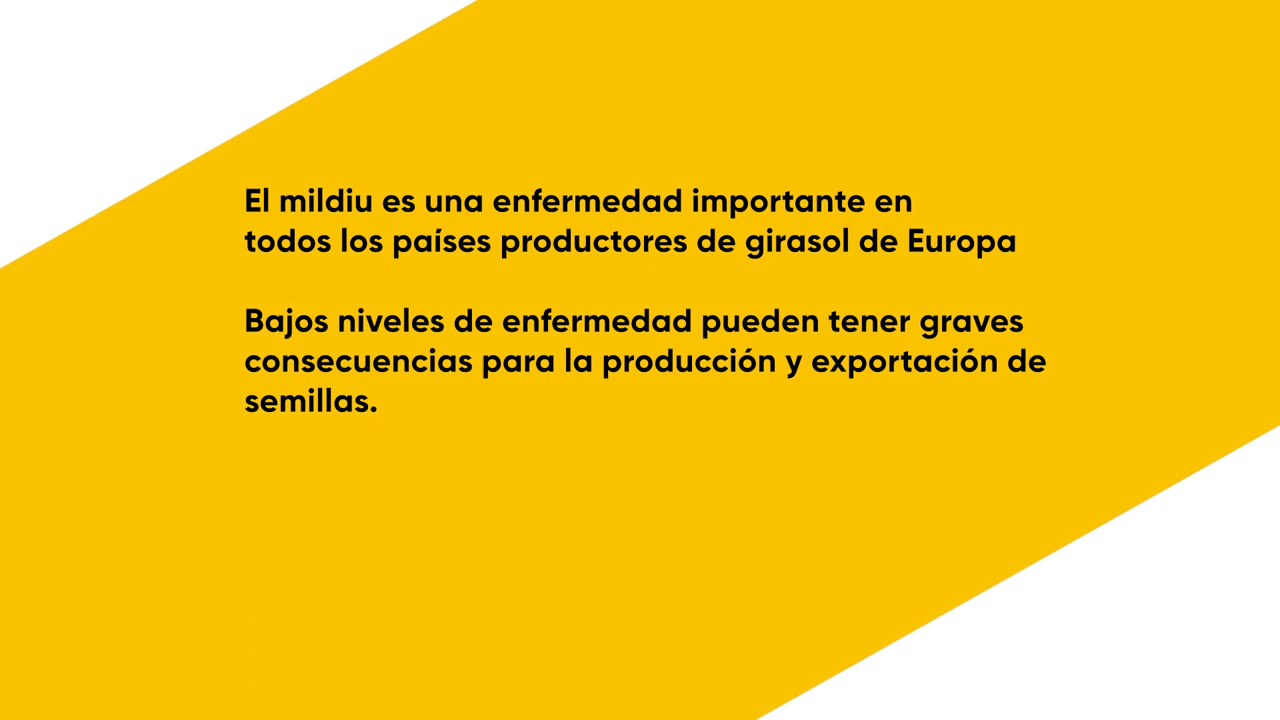 El mildiu es una enfermedad importante en
todos los países productores de girasol de Europa
Bajos niveles de enfermedad pueden tener graves
consecuencias para la producción y exportación de
semillas.